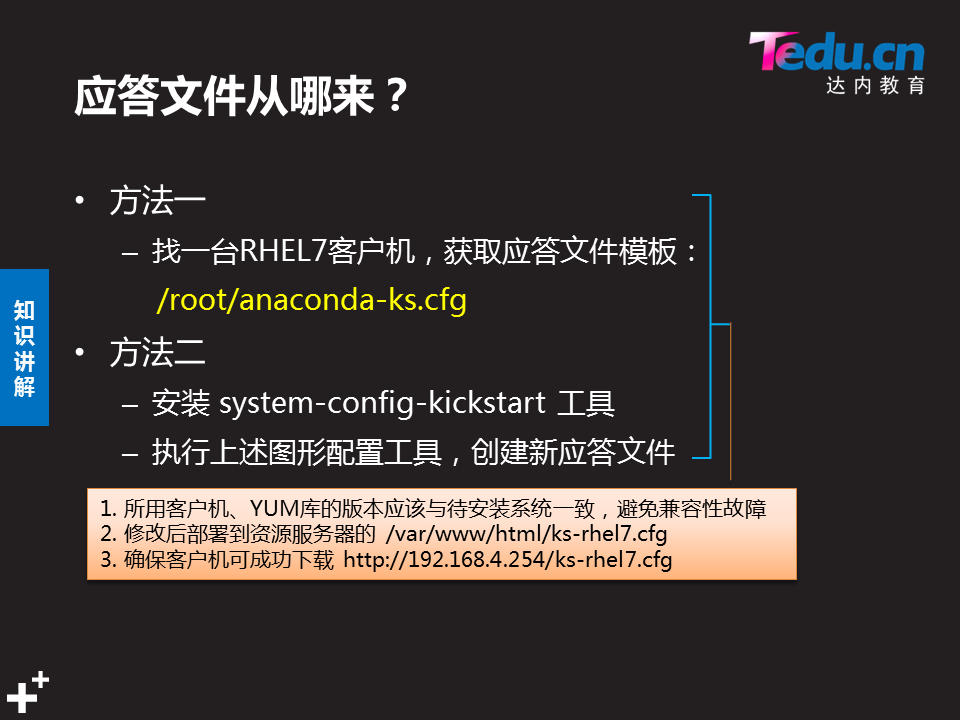 Tedu.cn
达内教育
应答文件从哪来？
• 方法一
– 找一台RHEL7客户机，获取应答文件模板：
/root/anaconda-ks.cfg
• 方法二
– 安装 system-config-kickstart 工具
– 执行上述图形配置工具，创建新应答文件
知识讲解
1. 所用客户机、YUM库的版本应该与待安装系统一致，避免兼容性故障
2. 修改后部署到资源服务器的 /var/www/html/ks-rhel7.cfg
3. 确保客户机可成功下载 http://192.168.4.254/ks-rhel7.cfg